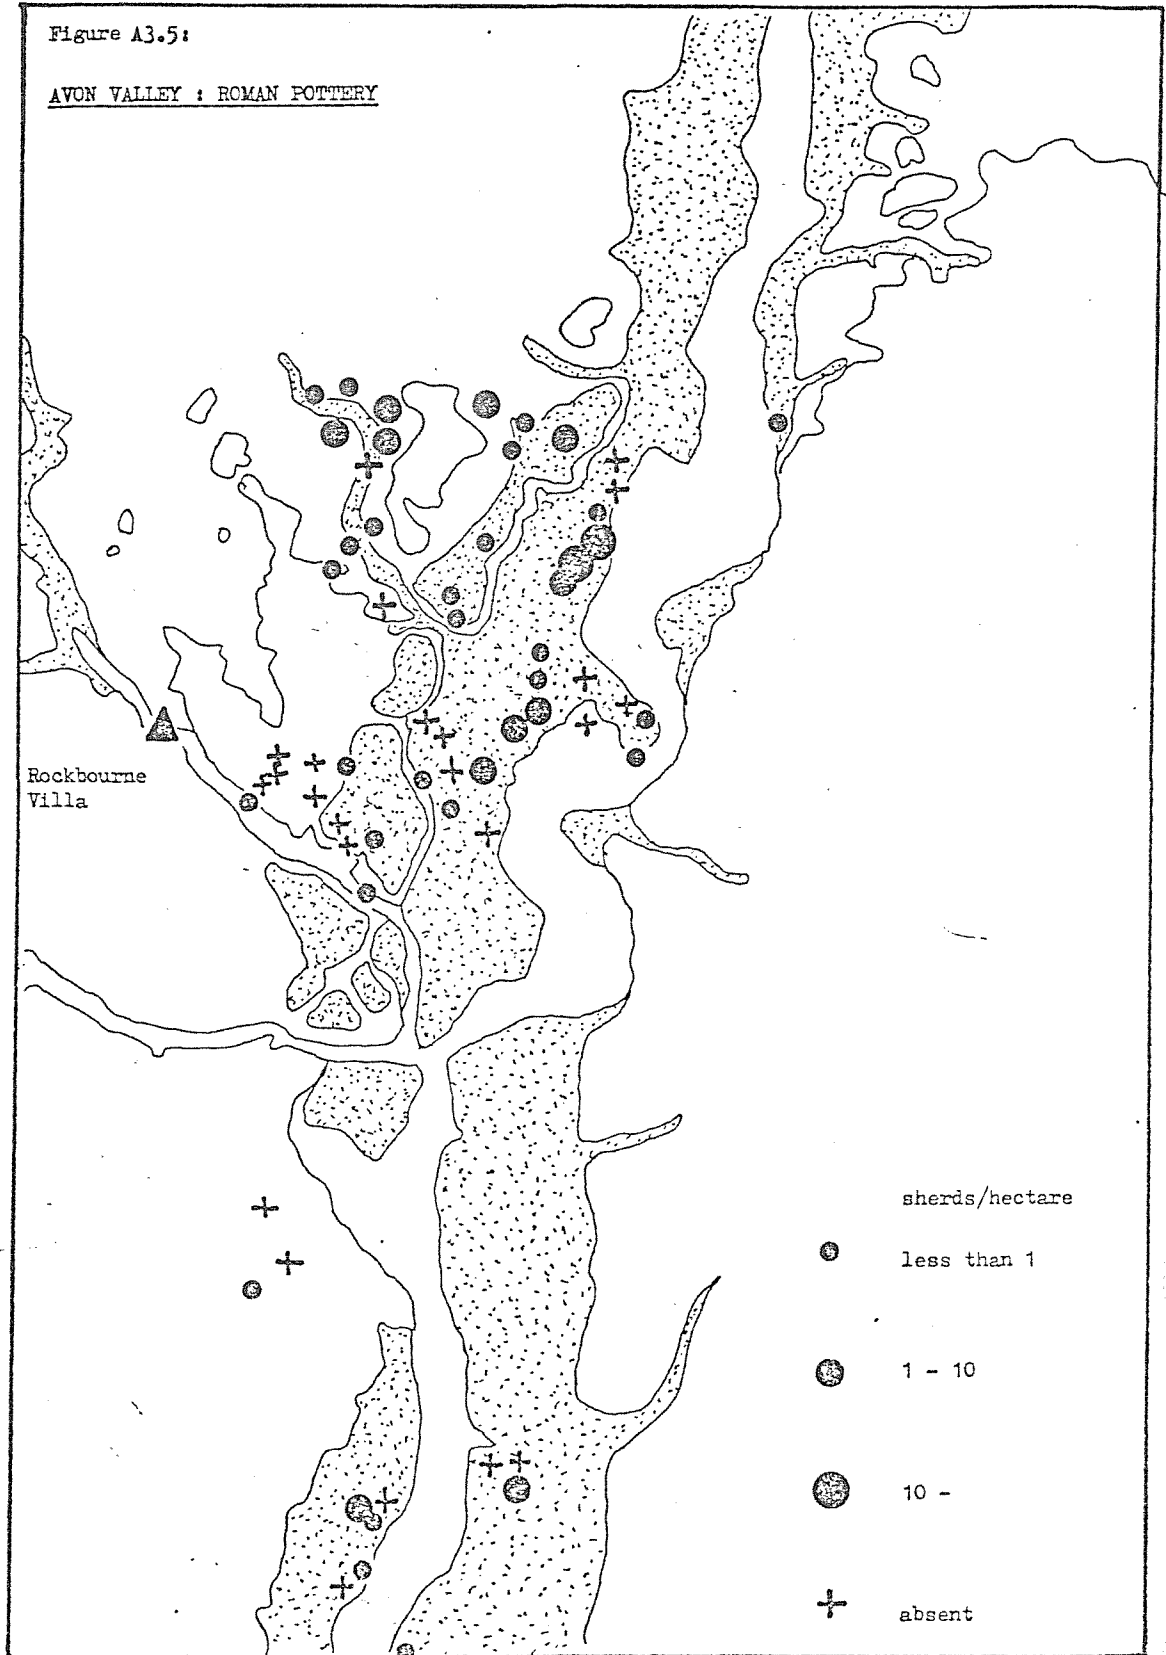 Figure A3.5:
AVON VALLEY : ROMAN POTTERY
Rockbourne
Villa
sherds/hectare
less than 1
1 - 10
10 -
absent